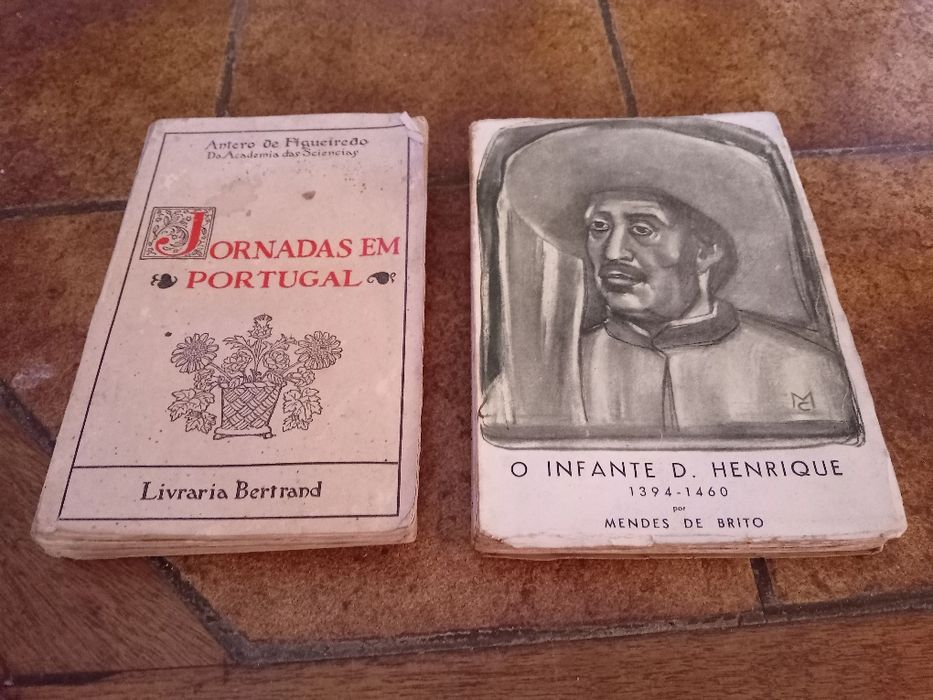 Antero de Figueiredo
Da Academia das Sciencias
JORNADAS EM
PORTUGAL
Livraria Bertrand
MC
O INFANTE D. HENRIQUE
1394-1460
por
MENDES DE BRITO